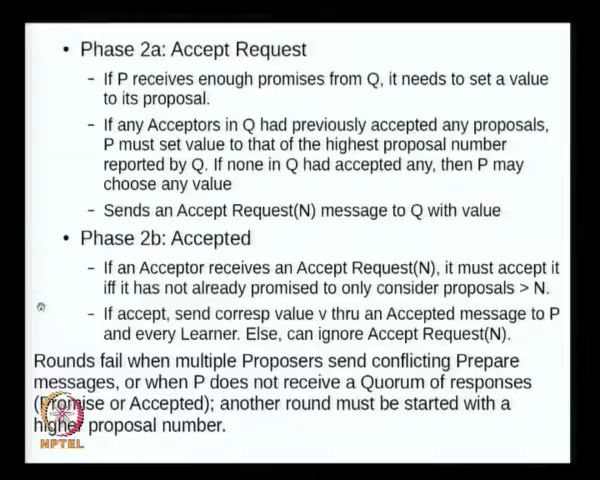 • Phase 2a: Accept Request
– If P receives enough promises from Q, it needs to set a value
to its proposal.
– If any Acceptors in Q had previously accepted any proposals,
P must set value to that of the highest proposal number
reported by Q. If none in Q had accepted any, then P may
choose any value
– Sends an Accept Request(N) message to Q with value
• Phase 2b: Accepted
– If an Acceptor receives an Accept Request(N), it must accept it
iff it has not already promised to only consider proposals > N.
– If accept, send corresp value v thru an Accepted message to P
and every Learner. Else, can ignore Accept Request(N).
Rounds fail when multiple Proposers send conflicting Prepare
messages, or when P does not receive a Quorum of responses
(Promise or Accepted); another round must be started with a
higher proposal number.
NPTEL